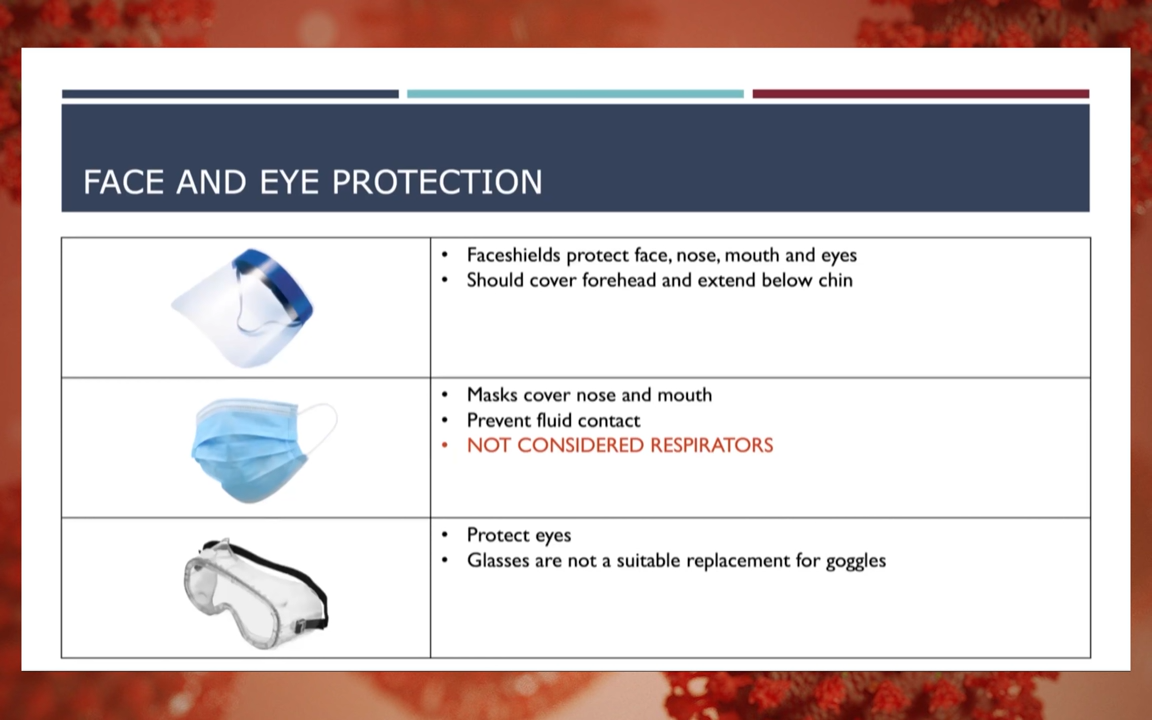 FACE AND EYE PROTECTION
• Faceshields protect face, nose, mouth and eyes
• Should cover forehead and extend below chin
• Masks cover nose and mouth
• Prevent fluid contact
• NOT CONSIDERED RESPIRATORS
• Protect eyes
• Glasses are not a suitable replacement for goggles